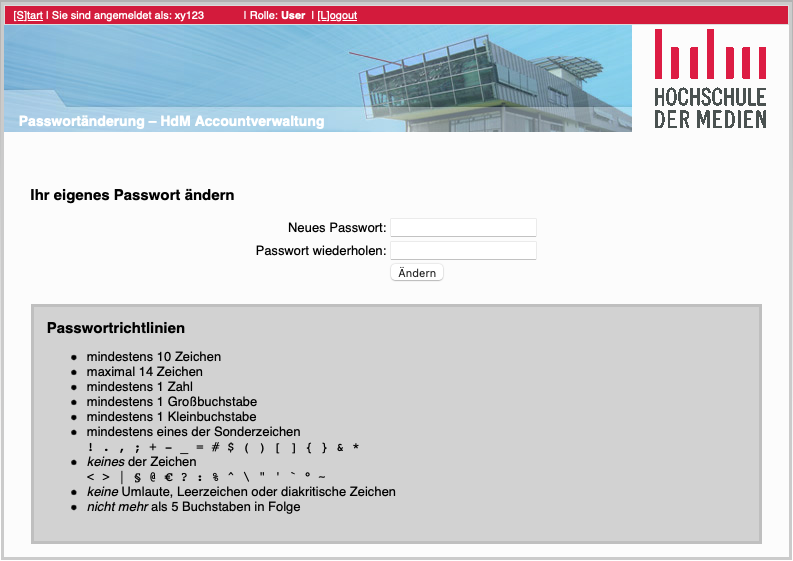 [S]tart | Sie sind angemeldet als: xy123 | Rolle: User | [L]ogout
HOCHSCHULE
DER MEDIEN
Passwortänderung – HdM Accountverwaltung
Ihr eigenes Passwort ändern
Neues Passwort:
Passwort wiederholen:
Ändern
Passwortrichtlinien
mindestens 10 Zeichen
maximal 14 Zeichen
mindestens 1 Zahl
mindestens 1 Großbuchstabe
mindestens 1 Kleinbuchstabe
mindestens eines der Sonderzeichen
! . , ; + - _ = # $ ( ) [ ] { } & *
keines der Zeichen
< > | § @ € ? : % ^ \ " ' ` ° ~
keine Umlaute, Leerzeichen oder diakritische Zeichen
nicht mehr als 5 Buchstaben in Folge